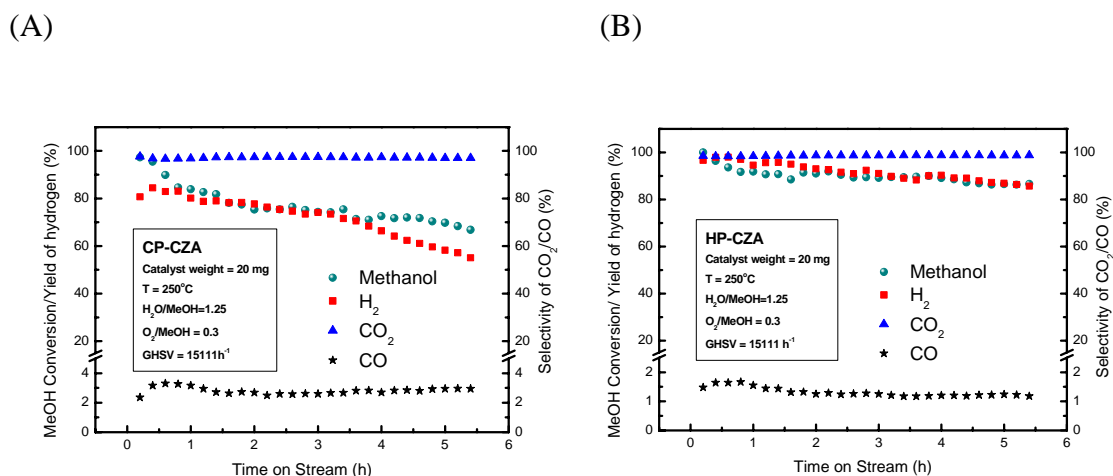 (A)
(B)
MeOH Conversion/Yield of hydrogen (%)
100
80
60
40
20
4
2
0
CP-CZA
Catalyst weight = 20 mg
T = 250°C
H₂O/MeOH=1.25
O₂/MeOH = 0.3
GHSV = 15111h⁻¹
Methanol
H₂
CO₂
CO
100
80
60
40
20
4
3
2
1
0
Selectivity of CO₂/CO (%)
0 1 2 3 4 5 6
Time on Stream (h)
MeOH Conversion/ Yield of hydrogen (%)
100
80
60
40
20
2
1
0
HP-CZA
Catalyst weight = 20 mg
T = 250°C
H₂O/MeOH=1.25
O₂/MeOH = 0.3
GHSV = 15111 h⁻¹
Methanol
H₂
CO₂
CO
100
80
60
40
20
2
1
0
Selectivity of CO₂/CO (%)
0 1 2 3 4 5 6
Time on Stream (h)